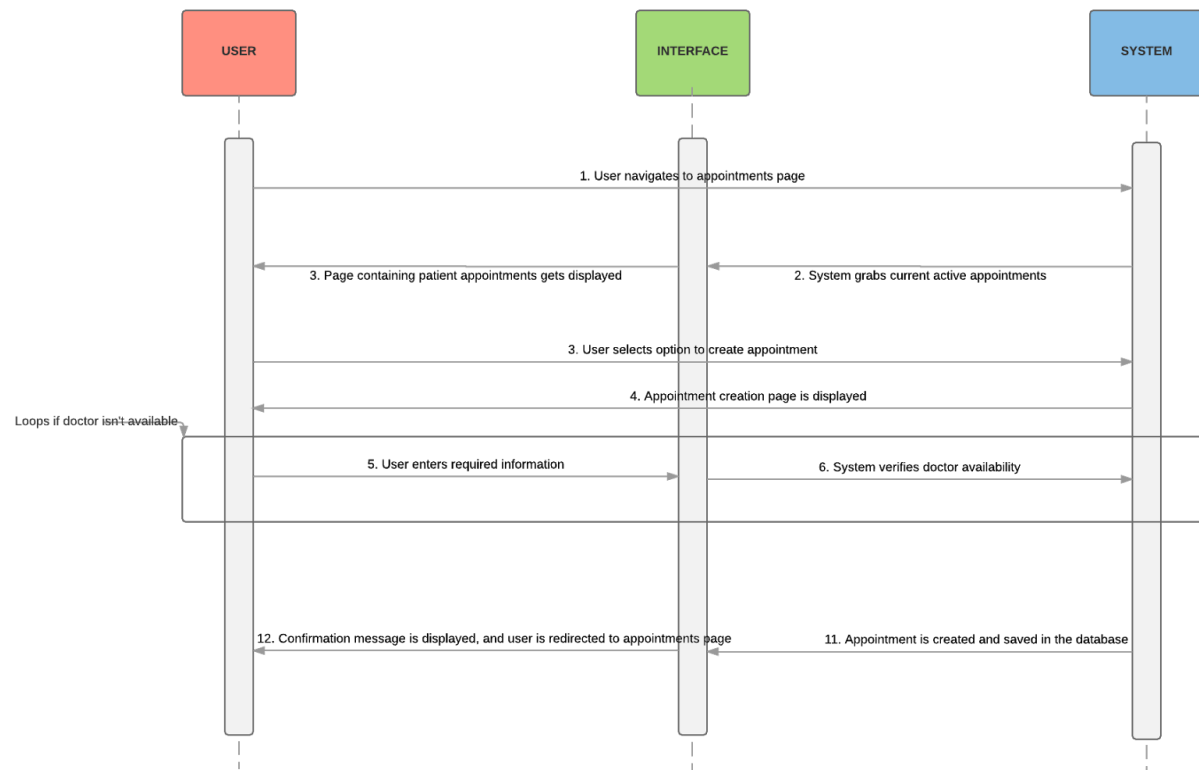 USER
INTERFACE
SYSTEM
1. User navigates to appointments page
3. Page containing patient appointments gets displayed
2. System grabs current active appointments
3. User selects option to create appointment
4. Appointment creation page is displayed
Loops if doctor isn't available
5. User enters required information
6. System verifies doctor availability
12. Confirmation message is displayed, and user is redirected to appointments page
11. Appointment is created and saved in the database